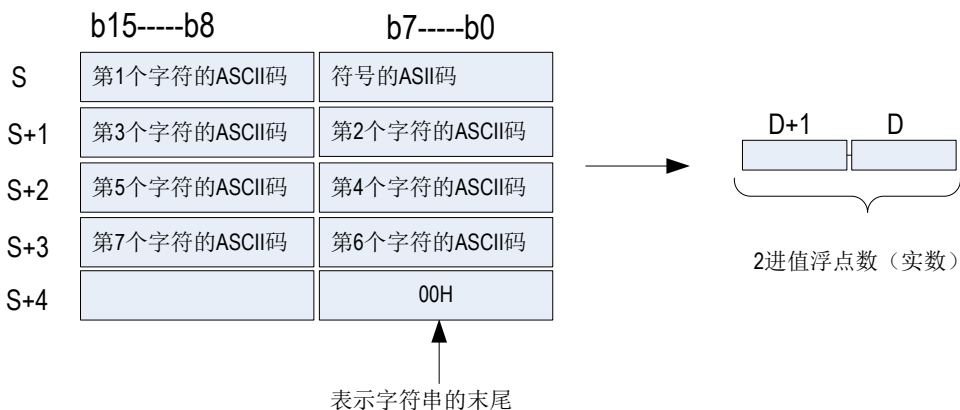 b15-----b8 b7-----b0
S 第1个字符的ASCII码 符号的ASII码
S+1 第3个字符的ASCII码 第2个字符的ASCII码
S+2 第5个字符的ASCII码 第4个字符的ASCII码
S+3 第7个字符的ASCII码 第6个字符的ASCII码
S+4 00H
表示字符串的末尾
D+1 D
2进值浮点数（实数）